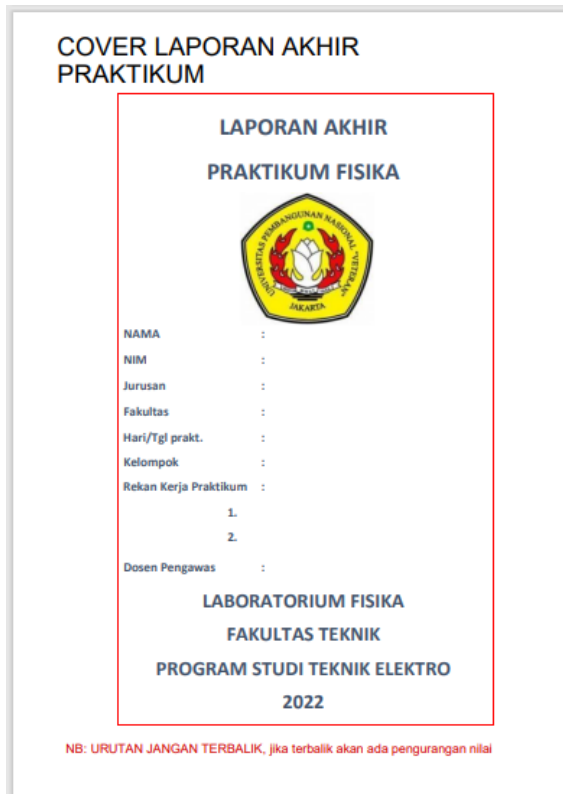 COVER LAPORAN AKHIR
PRAKTIKUM
LAPORAN AKHIR
PRAKTIKUM FISIKA
UNIVERSITAS PEMBANGUNAN NASIONAL "VETERAN"
JAKARTA
NAMA :
NIM :
Jurusan :
Fakultas :
Hari/Tgl prakt. :
Kelompok :
Rekan Kerja Praktikum :
1.
2.
Dosen Pengawas :
LABORATORIUM FISIKA
FAKULTAS TEKNIK
PROGRAM STUDI TEKNIK ELEKTRO
2022
NB: URUTAN JANGAN TERBALIK, jika terbalik akan ada pengurangan nilai